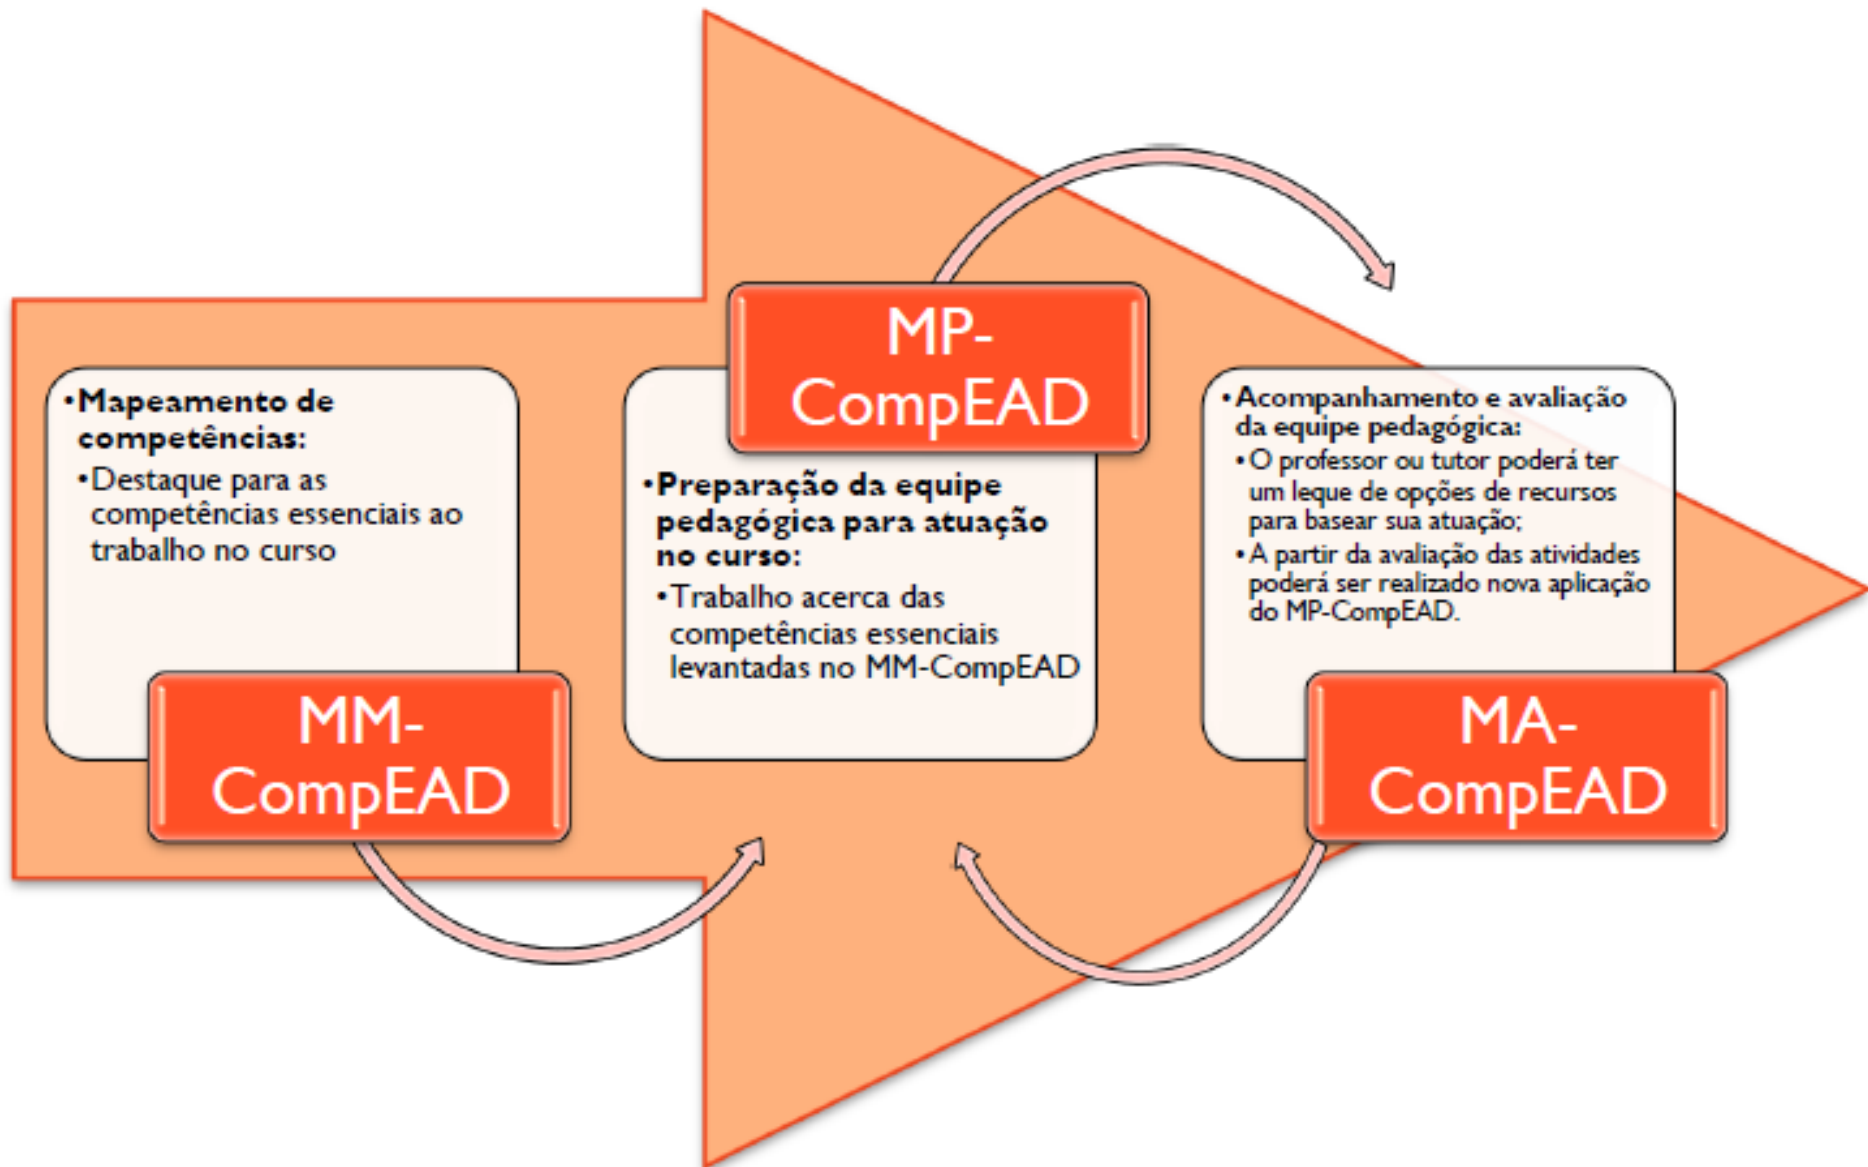 •Mapeamento de
competências:
•Destaque para as
competências essenciais ao
trabalho no curso
MM-
CompEAD
MP-
CompEAD
•Preparação da equipe
pedagógica para atuação
no curso:
•Trabalho acerca das
competências essenciais
levantadas no MM-CompEAD
•Acompanhamento e avaliação
da equipe pedagógica:
•O professor ou tutor poderá ter
um leque de opções de recursos
para basear sua atuação;
•A partir da avaliação das atividades
poderá ser realizado nova aplicação
do MP-CompEAD.
MA-
CompEAD